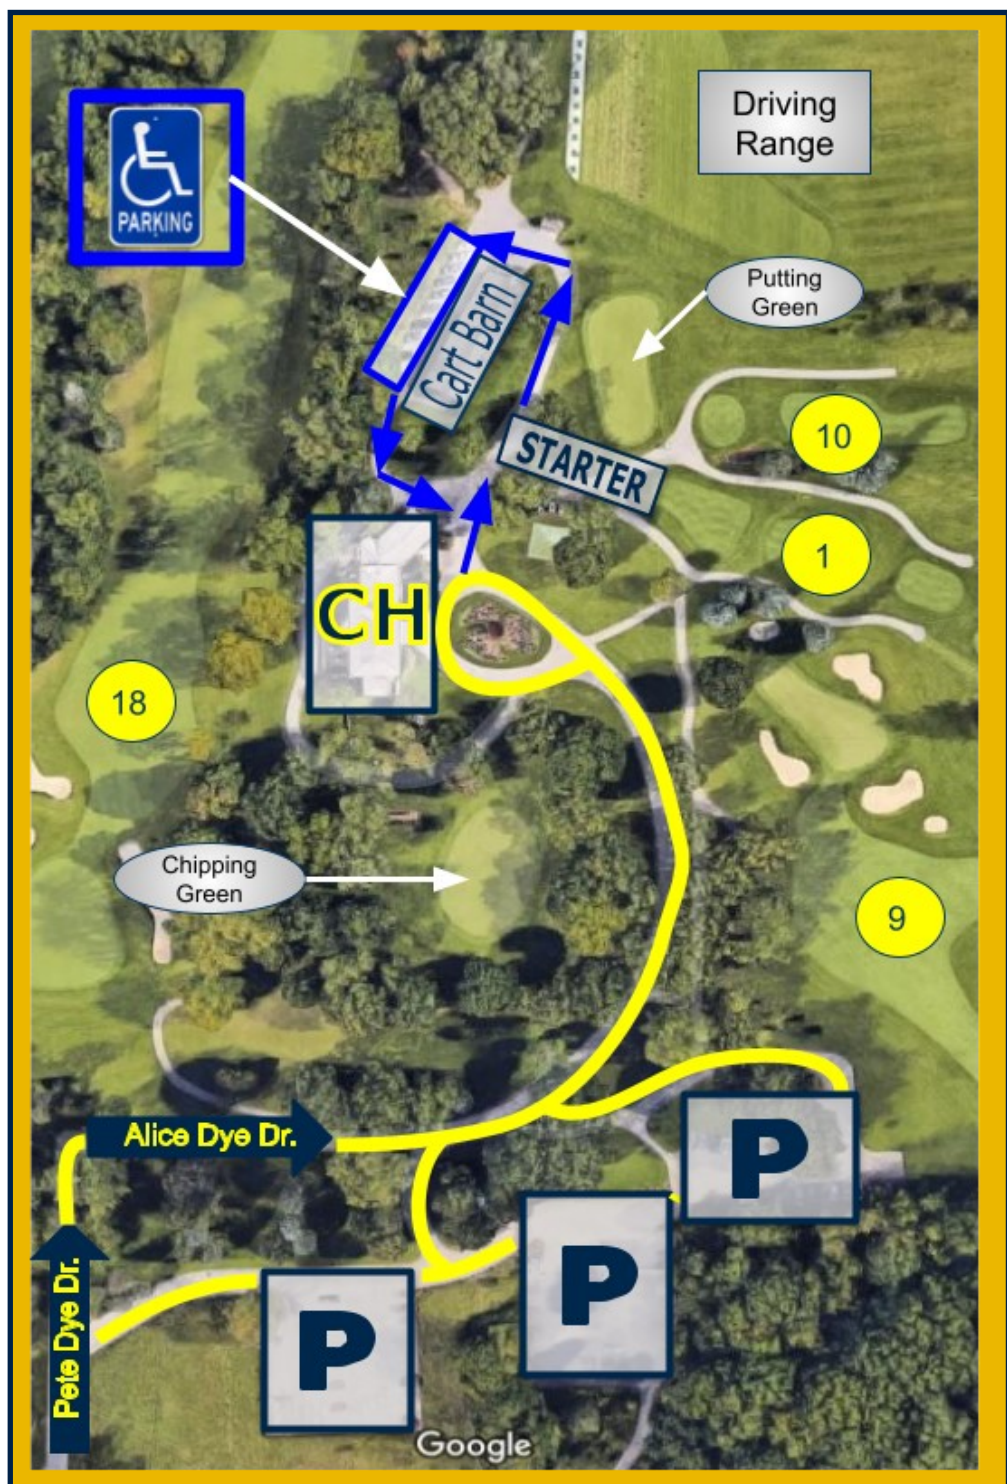 Driving
Range
PARKING
Putting
Green
Cart Barn
STARTER
10
1
CH
18
Chipping
Green
9
Alice Dye Dr.
P
Pete Dye Dr.
P
P
Google